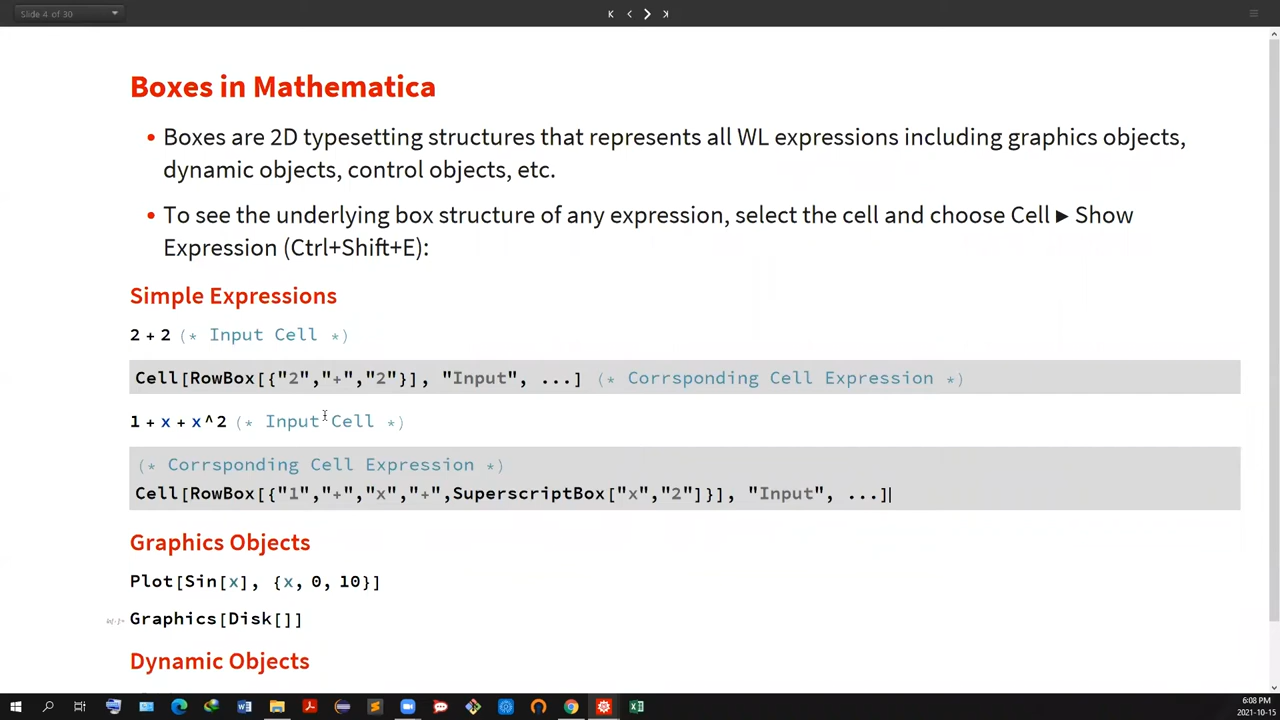 Slide 4 of 30
Boxes in Mathematica
• Boxes are 2D typesetting structures that represents all WL expressions including graphics objects,
dynamic objects, control objects, etc.
• To see the underlying box structure of any expression, select the cell and choose Cell ▸ Show
Expression (Ctrl+Shift+E):
Simple Expressions
2 + 2 (* Input Cell *)
Cell[RowBox[{"2","+","2"}], "Input", ...] (* Corrsponding Cell Expression *)
1 + x + x^2 (* Input Cell *)
(* Corrsponding Cell Expression *)
Cell[RowBox[{"1","+","x","+",SuperscriptBox["x","2"]}], "Input", ...]
Graphics Objects
Plot[Sin[x], {x, 0, 10}]
Graphics[Disk[]]
Dynamic Objects
6:08 PM
2021-10-15